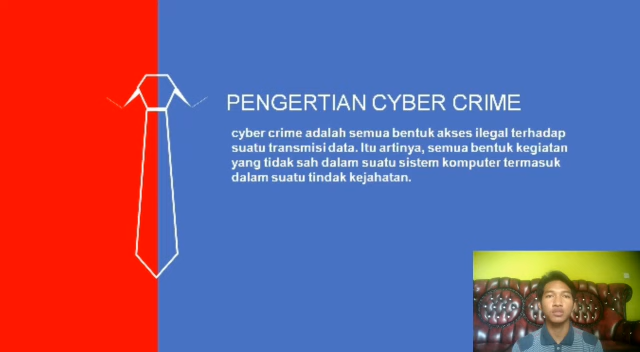 PENGERTIAN CYBER CRIME
cyber crime adalah semua bentuk akses ilegal terhadap
suatu transmisi data. Itu artinya, semua bentuk kegiatan
yang tidak sah dalam suatu sistem komputer termasuk
dalam suatu tindak kejahatan.